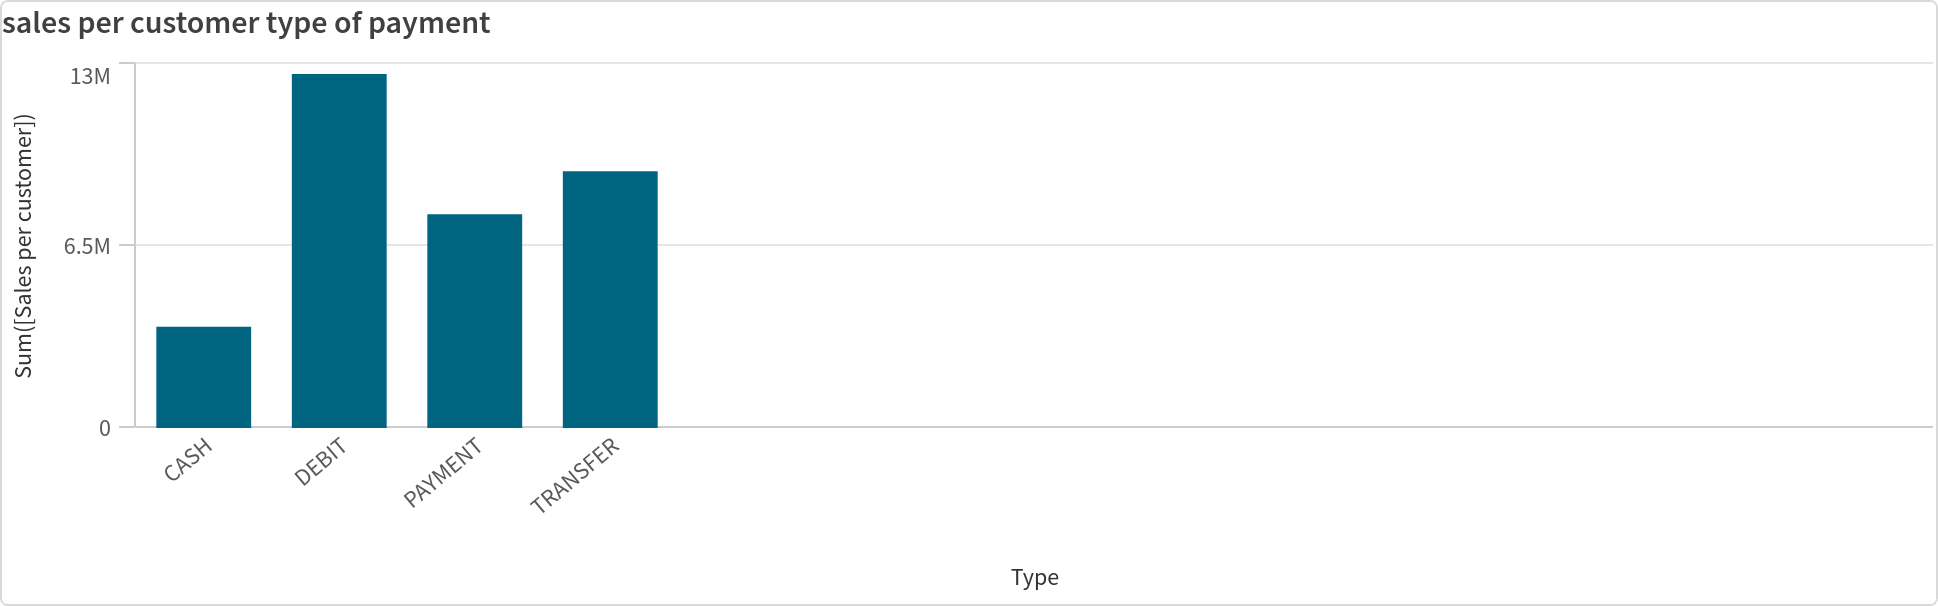 sales per customer type of payment
13M
6.5M
0
Sum([Sales per customer])
CASH
DEBIT
PAYMENT
TRANSFER
Type